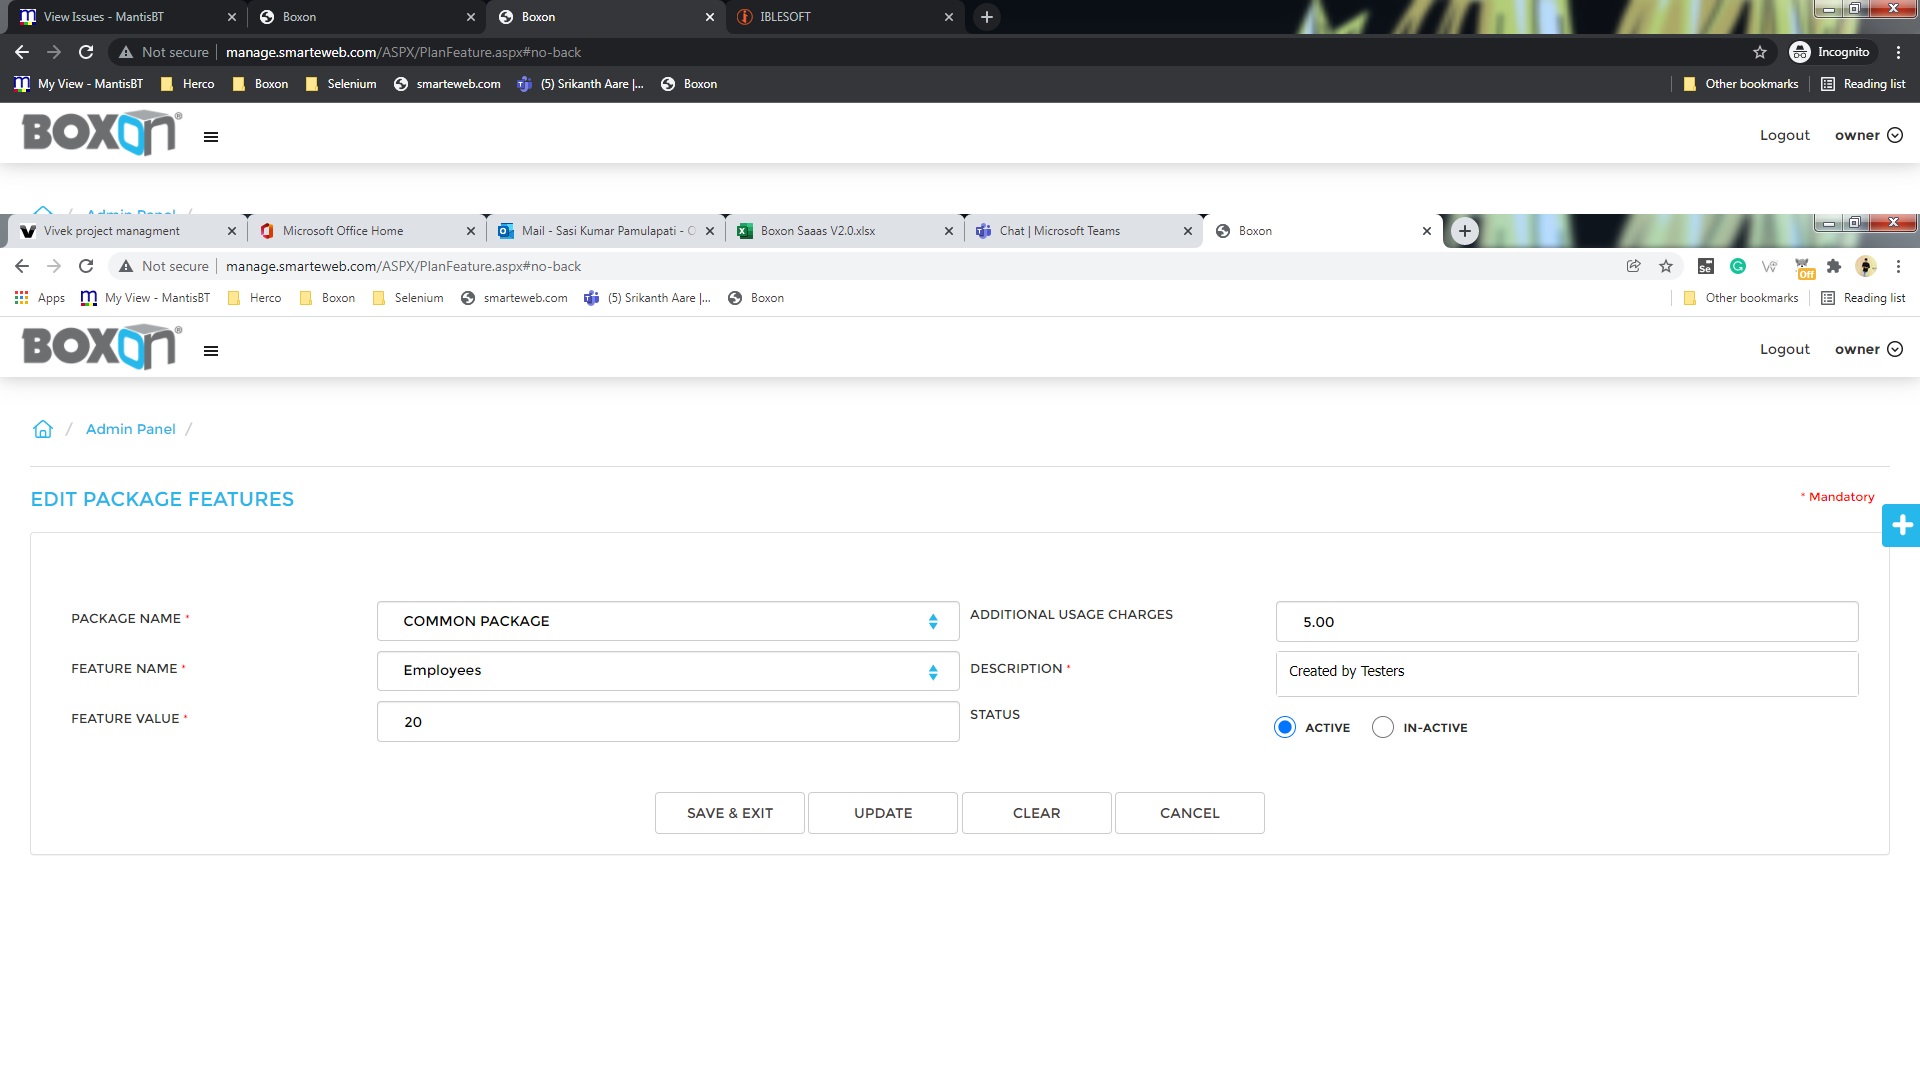 View Issues - MantisBT
Boxon
Boxon
IBLESOFT
Not secure
manage.smarteweb.com/ASPX/PlanFeature.aspx#no-back
Incognito
My View - MantisBT
Herco
Boxon
Selenium
smarteweb.com
(5) Srikanth Aare |...
Boxon
Other bookmarks
Reading list
BOXON®
Logout
owner
/ Admin Panel /
Vivek project managment
Microsoft Office Home
Mail - Sasi Kumar Pamulapati - O
Boxon Saaas V2.0.xlsx
Chat | Microsoft Teams
Boxon
Not secure
manage.smarteweb.com/ASPX/PlanFeature.aspx#no-back
Off
Apps
My View - MantisBT
Herco
Boxon
Selenium
smarteweb.com
(5) Srikanth Aare |...
Boxon
Other bookmarks
Reading list
BOXON®
Logout
owner
/ Admin Panel /
EDIT PACKAGE FEATURES
* Mandatory
PACKAGE NAME *
COMMON PACKAGE
ADDITIONAL USAGE CHARGES
5.00
FEATURE NAME *
Employees
DESCRIPTION *
Created by Testers
FEATURE VALUE *
20
STATUS
ACTIVE
IN-ACTIVE
SAVE & EXIT
UPDATE
CLEAR
CANCEL